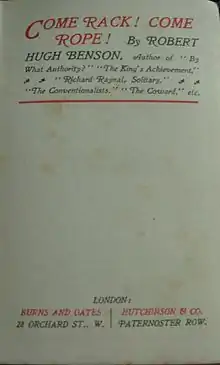 COME RACK! COME
ROPE! By ROBERT
HUGH BENSON, Author of "By
What Authority?" "The King's Achievement,"
"Richard Raynal, Solitary,"
"The Conventionalists." "The Coward," etc.
LONDON:
BURNS AND OATES
28 ORCHARD ST., W.
HUTCHINSON & CO.
PATERNOSTER ROW.